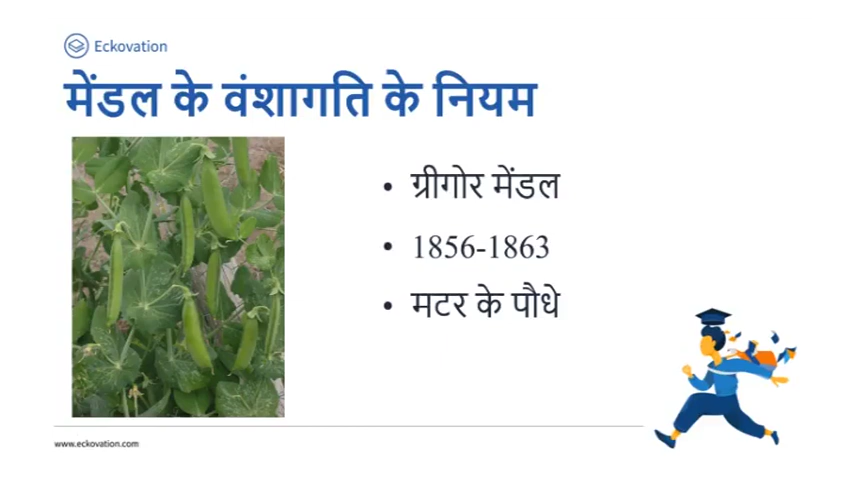 Eckovation
मेंडल के वंशागति के नियम
• ग्रीगोर मेंडल
• 1856-1863
• मटर के पौधे
www.eckovation.com